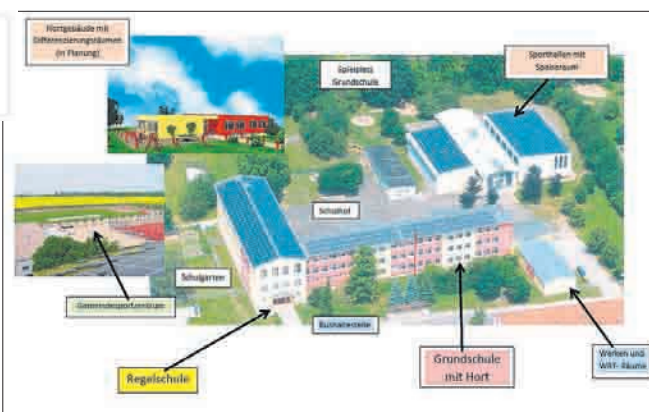 Hortgebäude mit
Differenzierungsräumen
(in Planung)
Spielplatz
Grundschule
Sporthallen mit
Speiseraum
Schulhof
Schulgarten
Gemeindesportzentrum
Bushaltestelle
Regelschule
Grundschule
mit Hort
Werken und
WRT- Räume